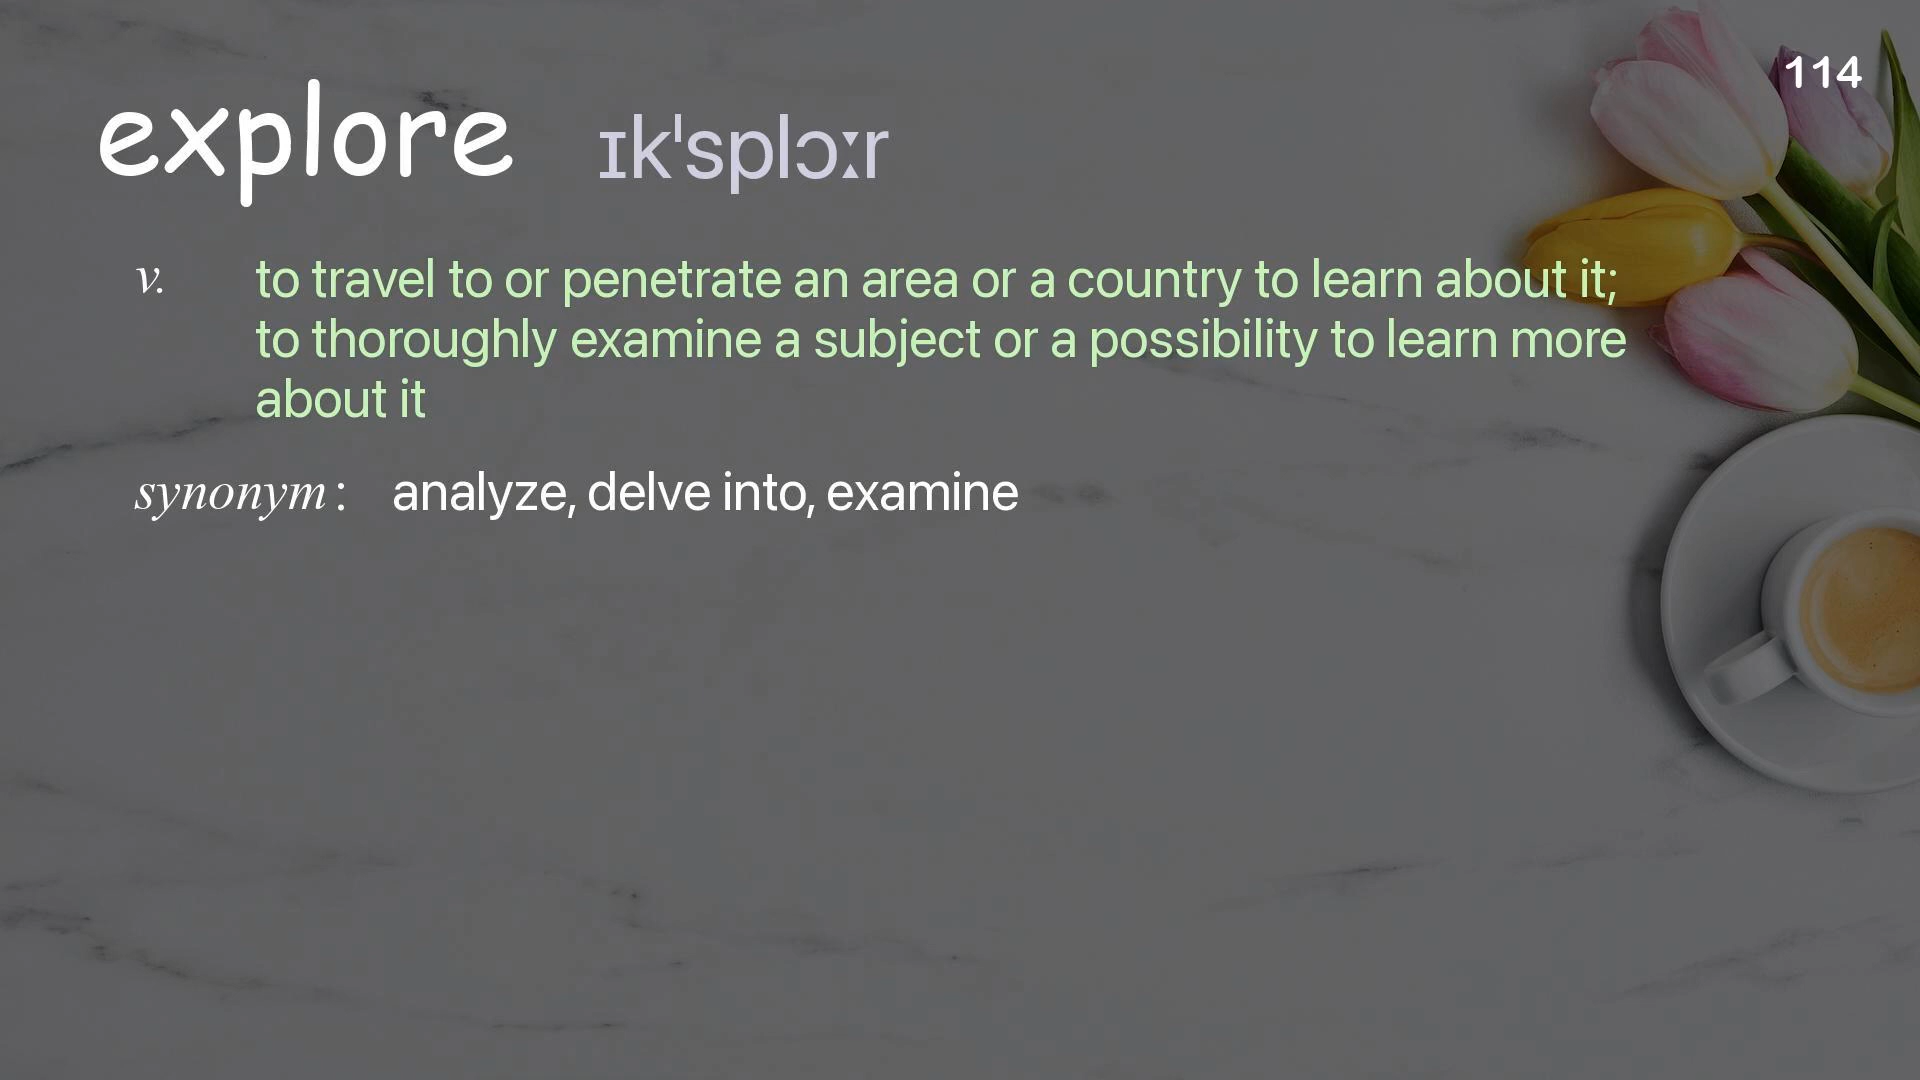 114
explore ɪkˈsplɔːr
v. to travel to or penetrate an area or a country to learn about it;
to thoroughly examine a subject or a possibility to learn more
about it
synonym : analyze, delve into, examine